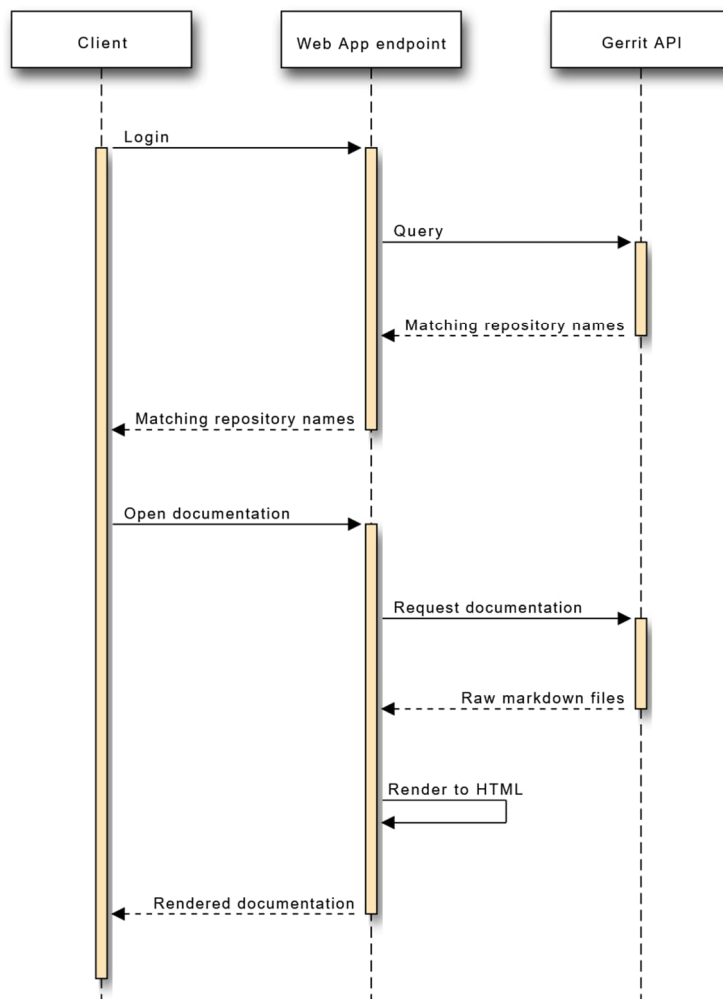 Client
Web App endpoint
Gerrit API
Login
Query
Matching repository names
Matching repository names
Open documentation
Request documentation
Raw markdown files
Render to HTML
Rendered documentation